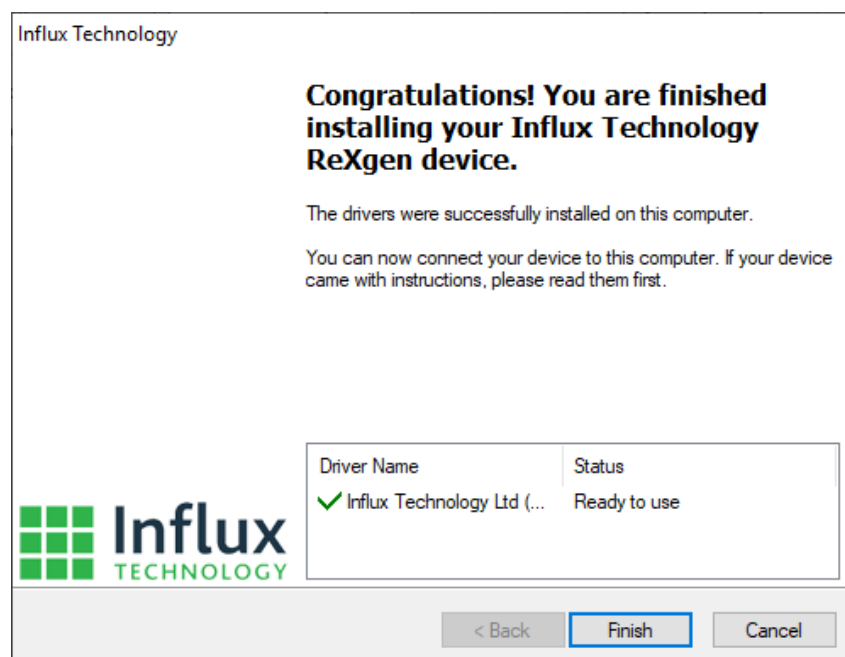 Influx Technology
Congratulations! You are finished
installing your Influx Technology
ReXgen device.
The drivers were successfully installed on this computer.
You can now connect your device to this computer. If your device
came with instructions, please read them first.
Driver Name Status
Influx Technology Ltd (... Ready to use
Influx
TECHNOLOGY
< Back Finish Cancel